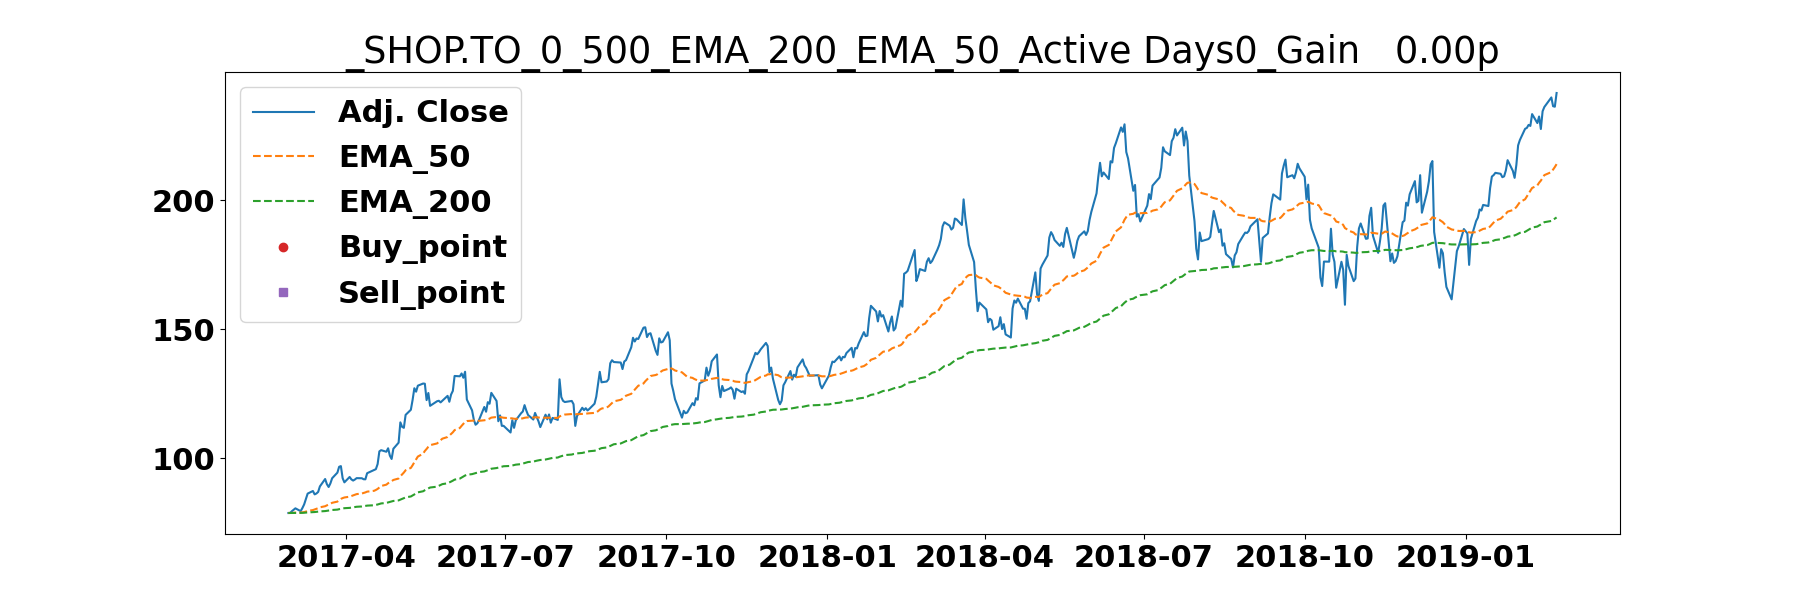 _SHOP.TO_0_500_EMA_200_EMA_50_Active Days0_Gain   0.00p
Adj. Close
EMA_50
EMA_200
Buy_point
Sell_point
200
150
100
2017-04 2017-07 2017-10 2018-01 2018-04 2018-07 2018-10 2019-01